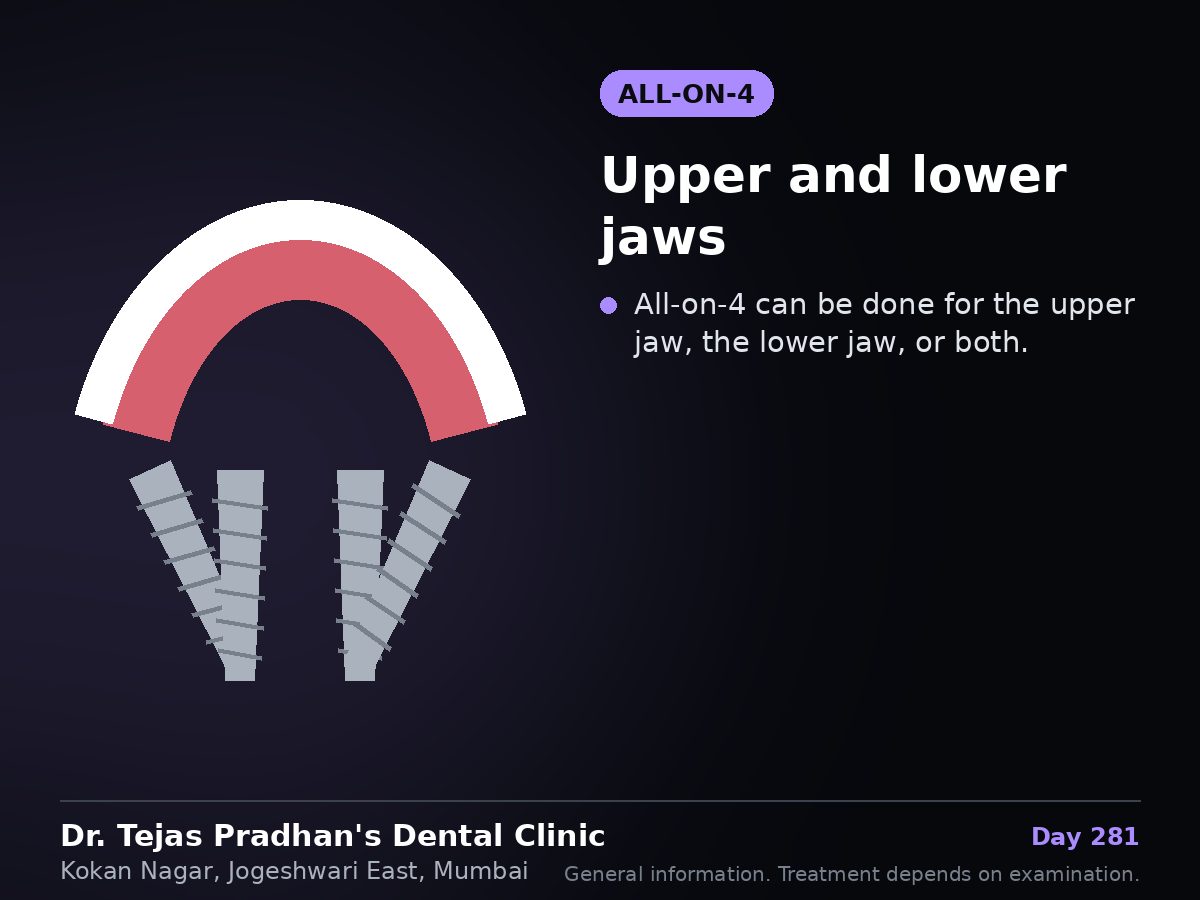 ALL-ON-4
Upper and lower
jaws
All-on-4 can be done for the upper
jaw, the lower jaw, or both.
Dr. Tejas Pradhan's Dental Clinic
Day 281
Kokan Nagar, Jogeshwari East, Mumbai
General information. Treatment depends on examination.